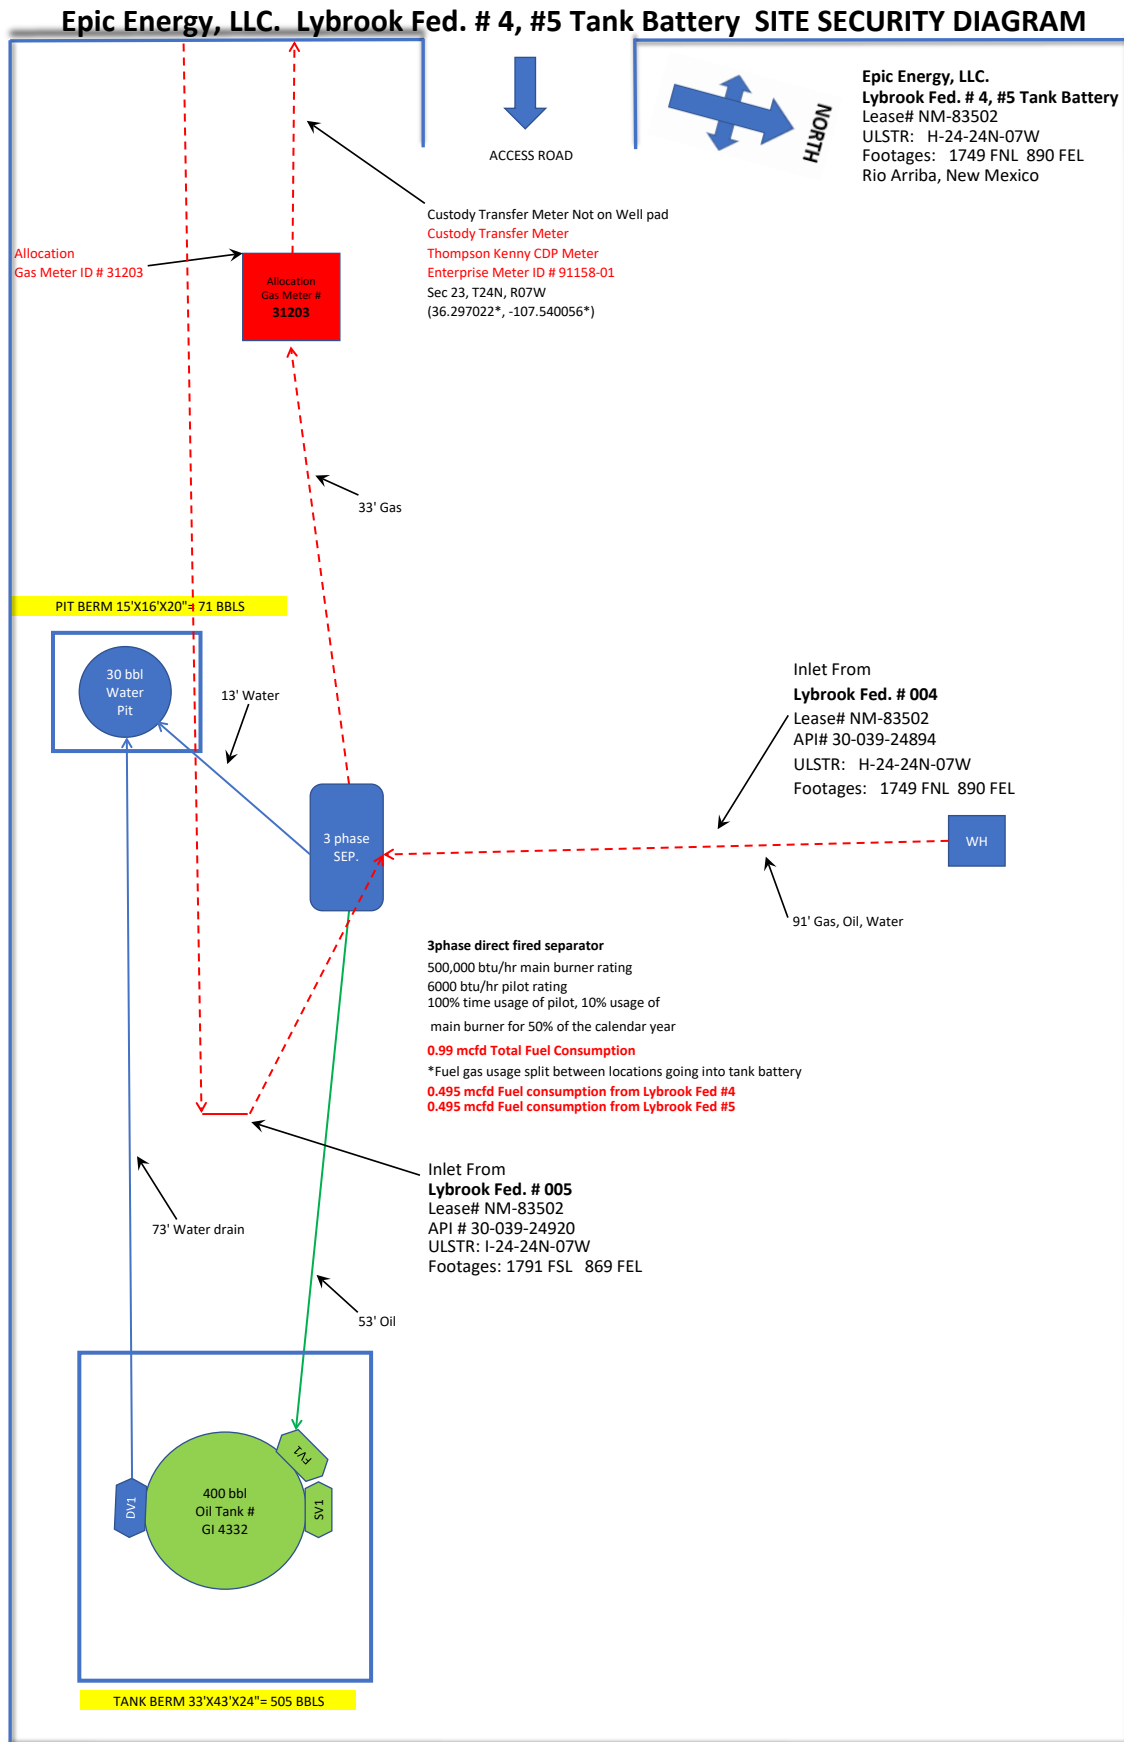 Epic Energy, LLC. Lybrook Fed. # 4, #5 Tank Battery SITE SECURITY DIAGRAM
ACCESS ROAD
NORTH
Epic Energy, LLC.
Lybrook Fed. # 4, #5 Tank Battery
Lease# NM-83502
ULSTR: H-24-24N-07W
Footages: 1749 FNL 890 FEL
Rio Arriba, New Mexico
Custody Transfer Meter Not on Well pad
Custody Transfer Meter
Thompson Kenny CDP Meter
Enterprise Meter ID # 91158-01
Sec 23, T24N, R07W
(36.297022*, -107.540056*)
Allocation
Gas Meter ID # 31203
Allocation
Gas Meter #
31203
33' Gas
PIT BERM 15'X16'X20"= 71 BBLS
30 bbl
Water
Pit
13' Water
Inlet From
Lybrook Fed. # 004
Lease# NM-83502
API# 30-039-24894
ULSTR: H-24-24N-07W
Footages: 1749 FNL 890 FEL
3 phase
SEP.
WH
91' Gas, Oil, Water
3phase direct fired separator
500,000 btu/hr main burner rating
6000 btu/hr pilot rating
100% time usage of pilot, 10% usage of
main burner for 50% of the calendar year
0.99 mcfd Total Fuel Consumption
*Fuel gas usage split between locations going into tank battery
0.495 mcfd Fuel consumption from Lybrook Fed #4
0.495 mcfd Fuel consumption from Lybrook Fed #5
Inlet From
Lybrook Fed. # 005
Lease# NM-83502
API # 30-039-24920
ULSTR: I-24-24N-07W
Footages: 1791 FSL 869 FEL
73' Water drain
53' Oil
FV1
DV1
400 bbl
Oil Tank #
GI 4332
SV1
TANK BERM 33'X43'X24"= 505 BBLS